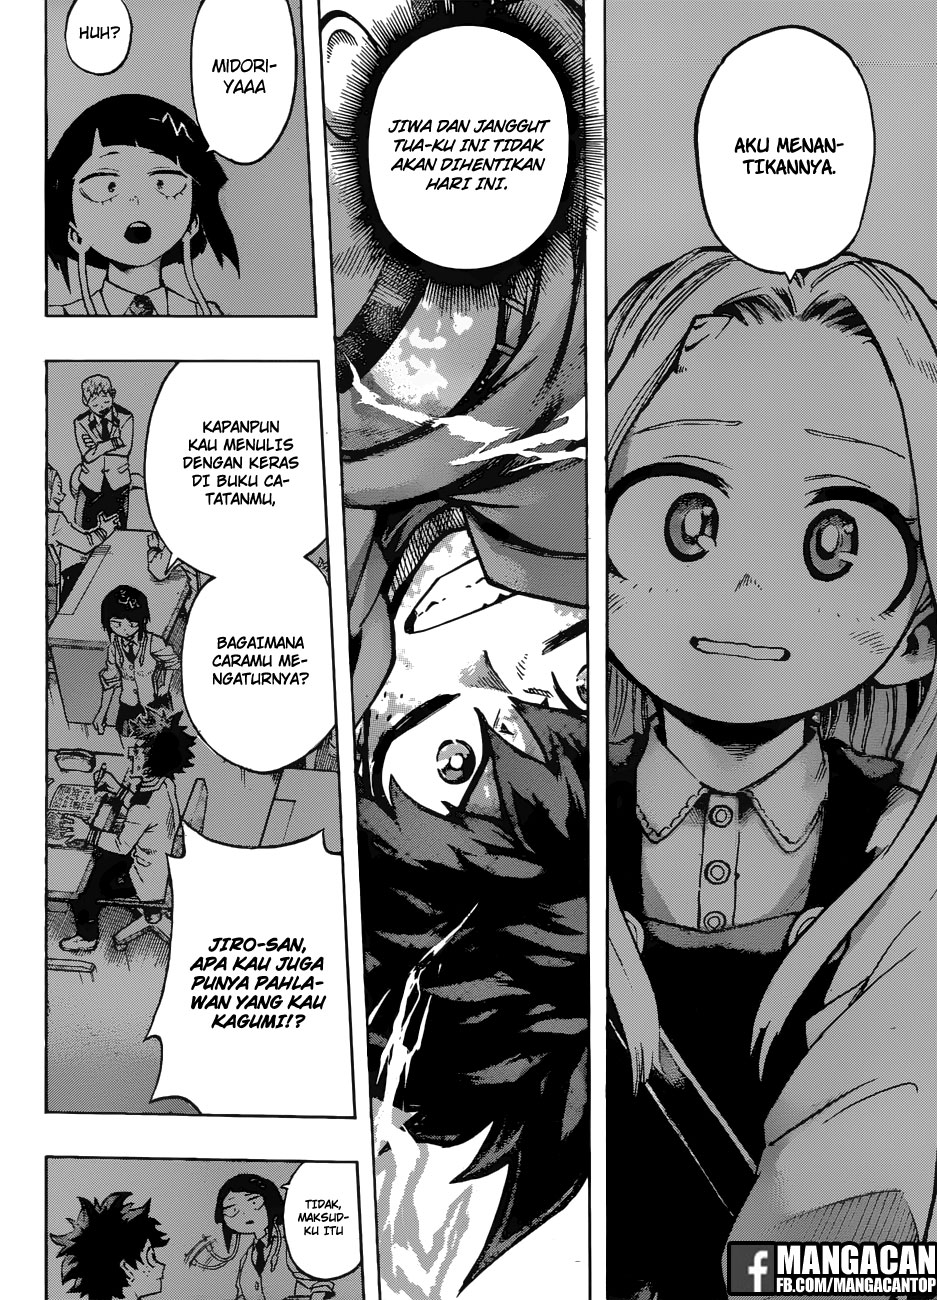 AKU MENAN-
TIKANNYA.
JIWA DAN JANGGUT
TUA-KU INI TIDAK
AKAN DIHENTIKAN
HARI INI.
MIDORI-
YAAA
HUH?
KAPANPUN
KAU MENULIS
DENGAN KERAS
DI BUKU CA-
TATANMU,
BAGAIMANA
CARAMU ME-
NGATURNYA?
JIRO-SAN,
APA KAU JUGA
PUNYA PAHLA-
WAN YANG KAU
KAGUMI!?
TIDAK,
MAKSUD-
KU ITU
f MANGACAN
FB.COM/MANGACANTOP